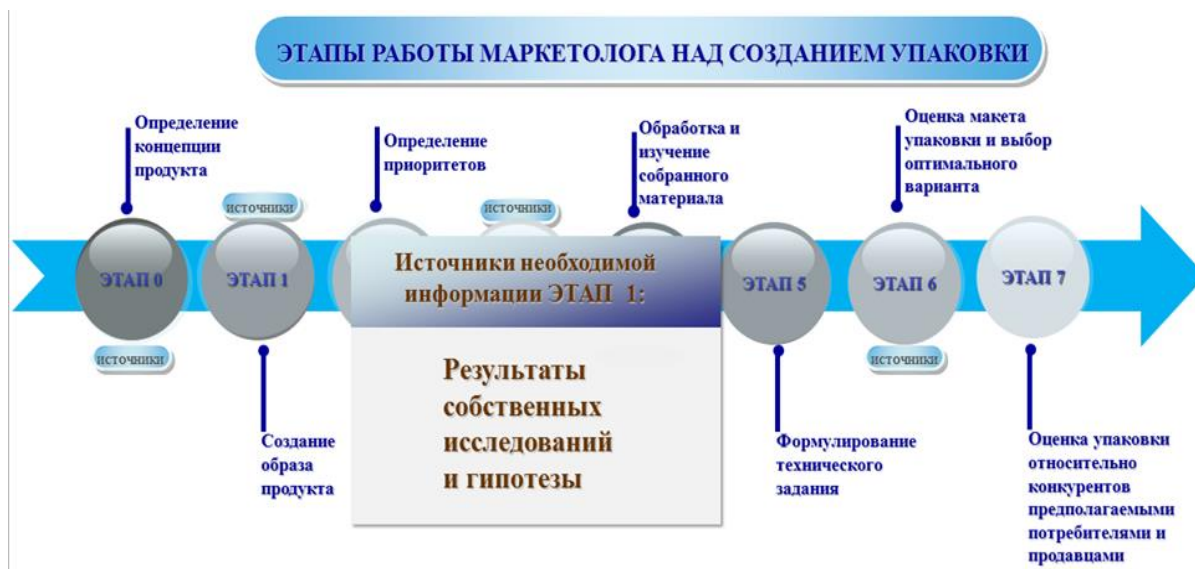 ЭТАПЫ РАБОТЫ МАРКЕТОЛОГА НАД СОЗДАНИЕМ УПАКОВКИ
Определение
концепции
продукта
Определение
приоритетов
Обработка и
изучение
собранного
материала
Оценка макета
упаковки и выбор
оптимального
варианта
источники
источники
ЭТАП 0
ЭТАП 1
Источники необходимой
информации ЭТАП 1:
Результаты
собственных
исследований
и гипотезы
ЭТАП 5
ЭТАП 6
ЭТАП 7
источники
источники
Создание
образа
продукта
Формулирование
технического
задания
Оценка упаковки
относительно
конкурентов
предполагаемыми
потребителями и
продавцами